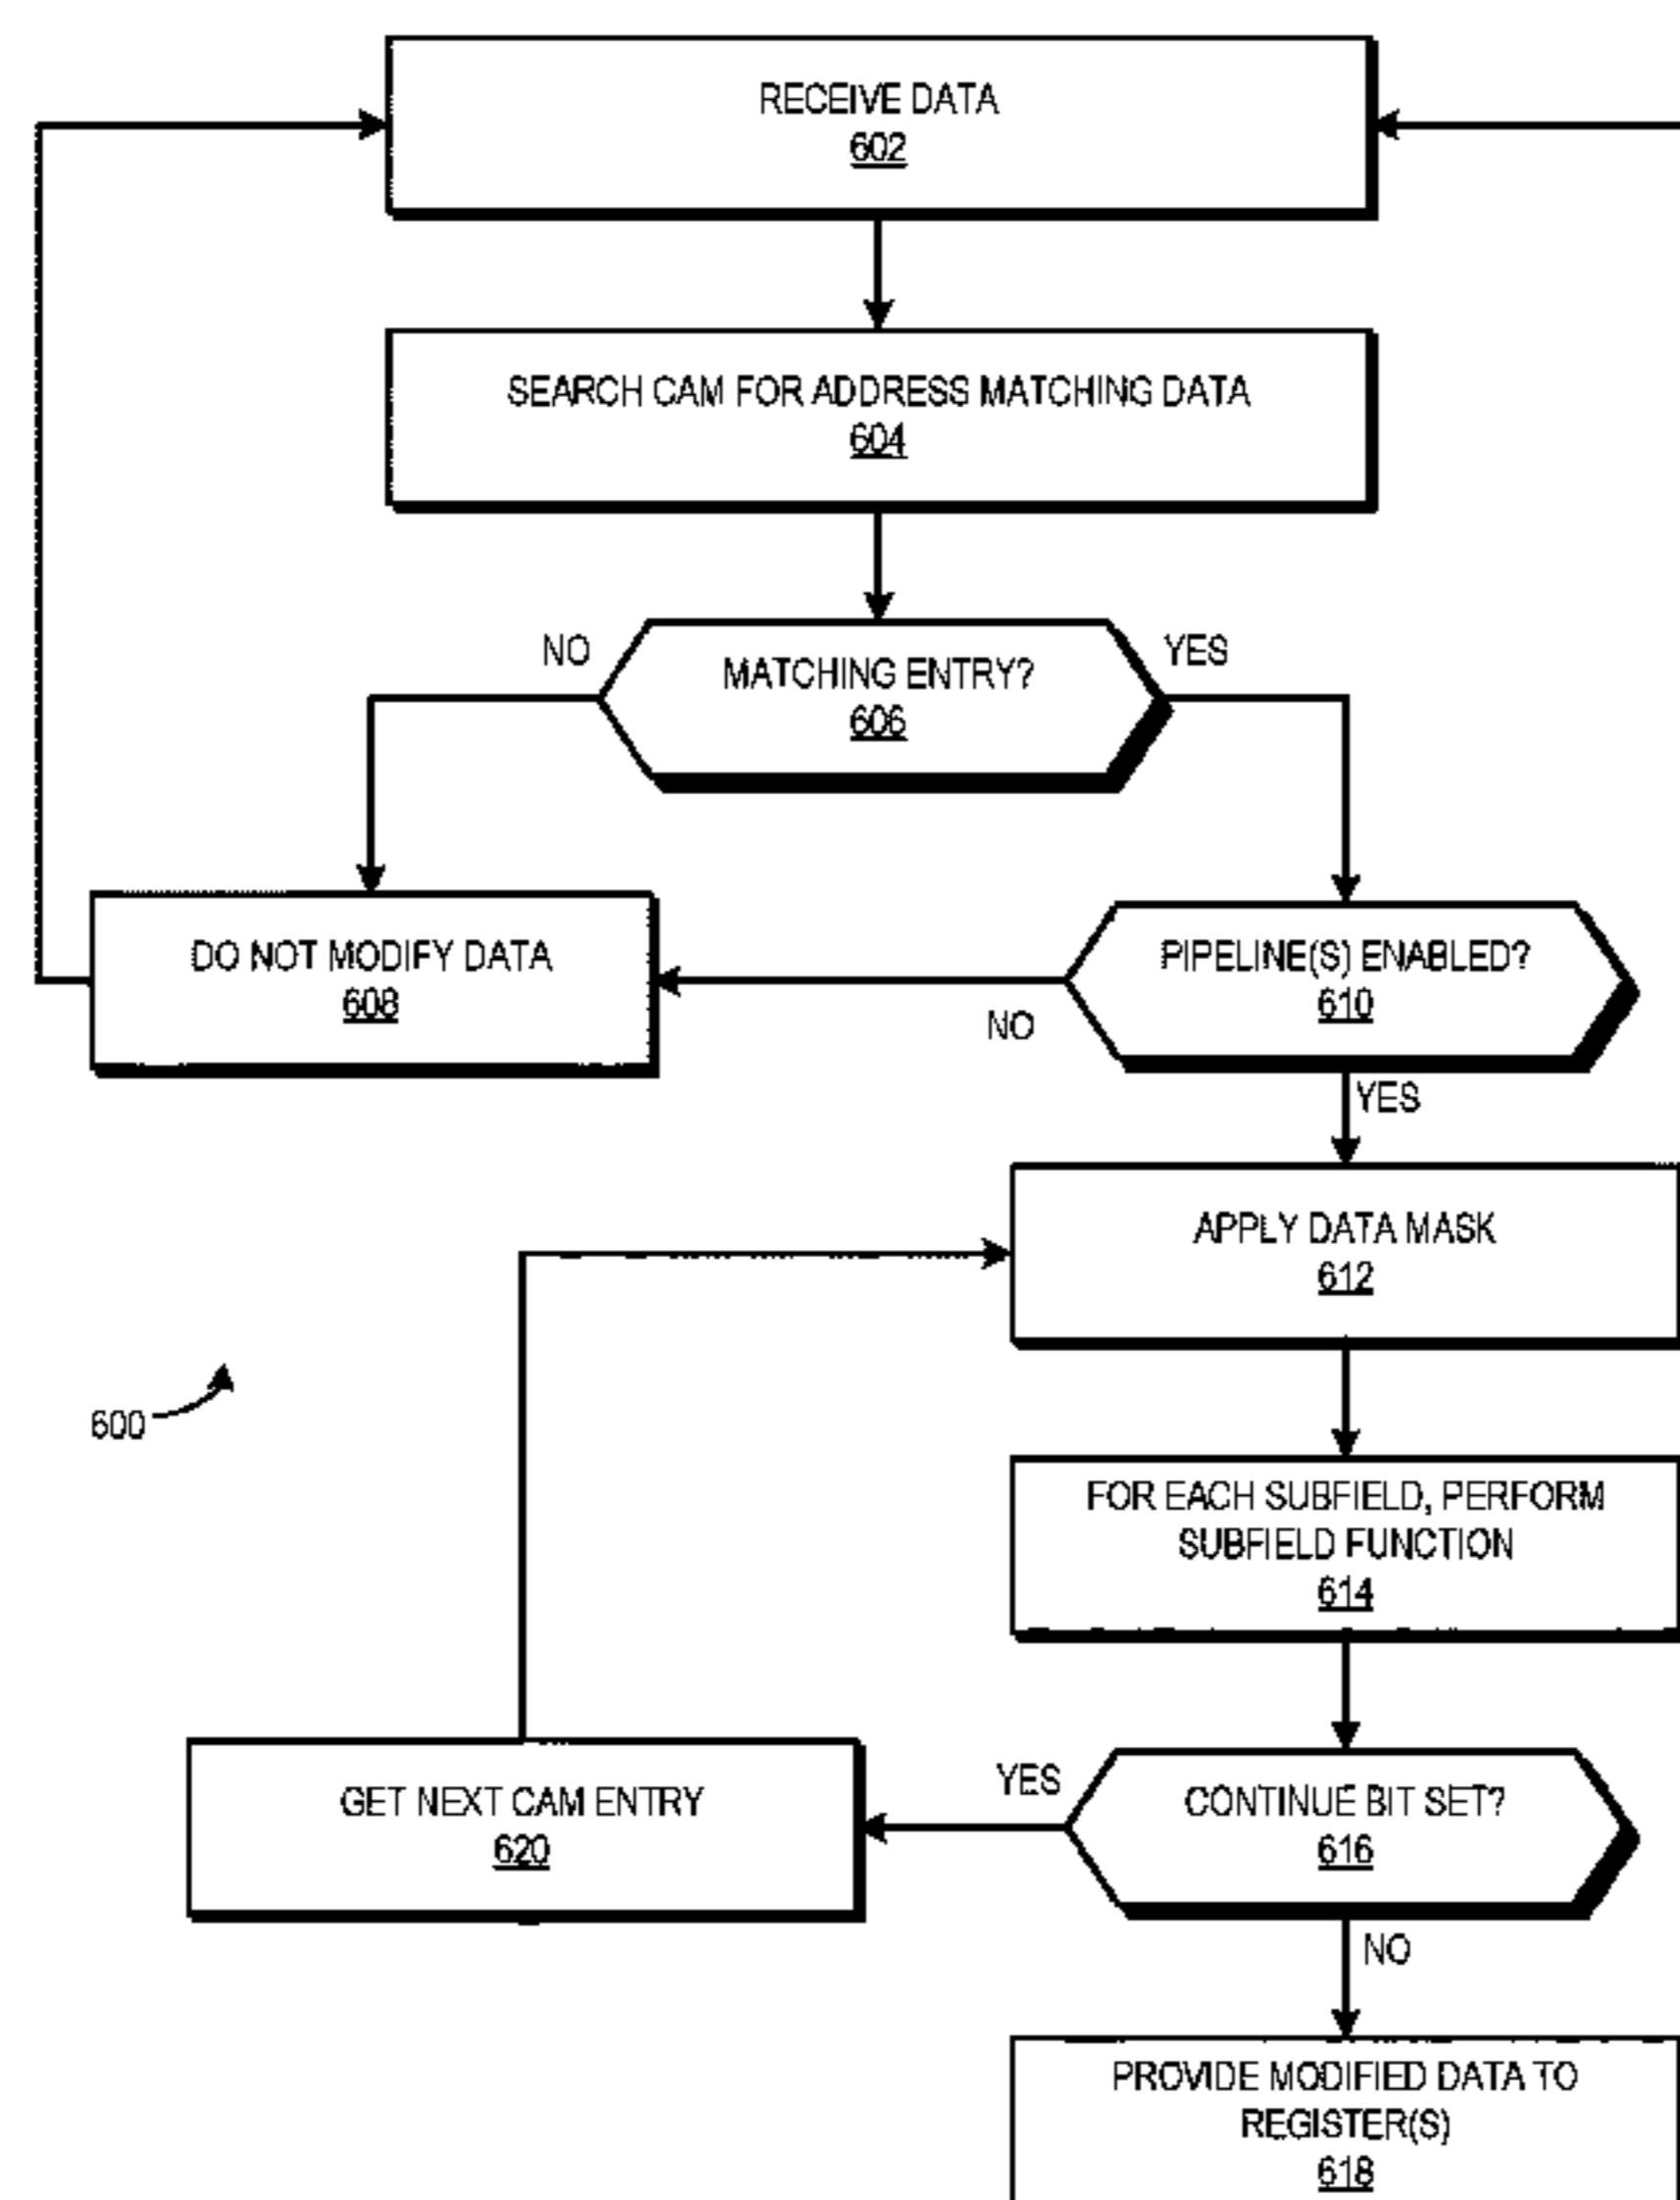 RECEIVE DATA
602
SEARCH CAM FOR ADDRESS MATCHING DATA
604
NO
MATCHING ENTRY?
606
YES
DO NOT MODIFY DATA
608
PIPELINE(S) ENABLED?
610
NO
YES
APPLY DATA MASK
612
600
FOR EACH SUBFIELD, PERFORM
SUBFIELD FUNCTION
614
GET NEXT CAM ENTRY
620
YES
CONTINUE BIT SET?
616
NO
PROVIDE MODIFIED DATA TO
REGISTER(S)
618